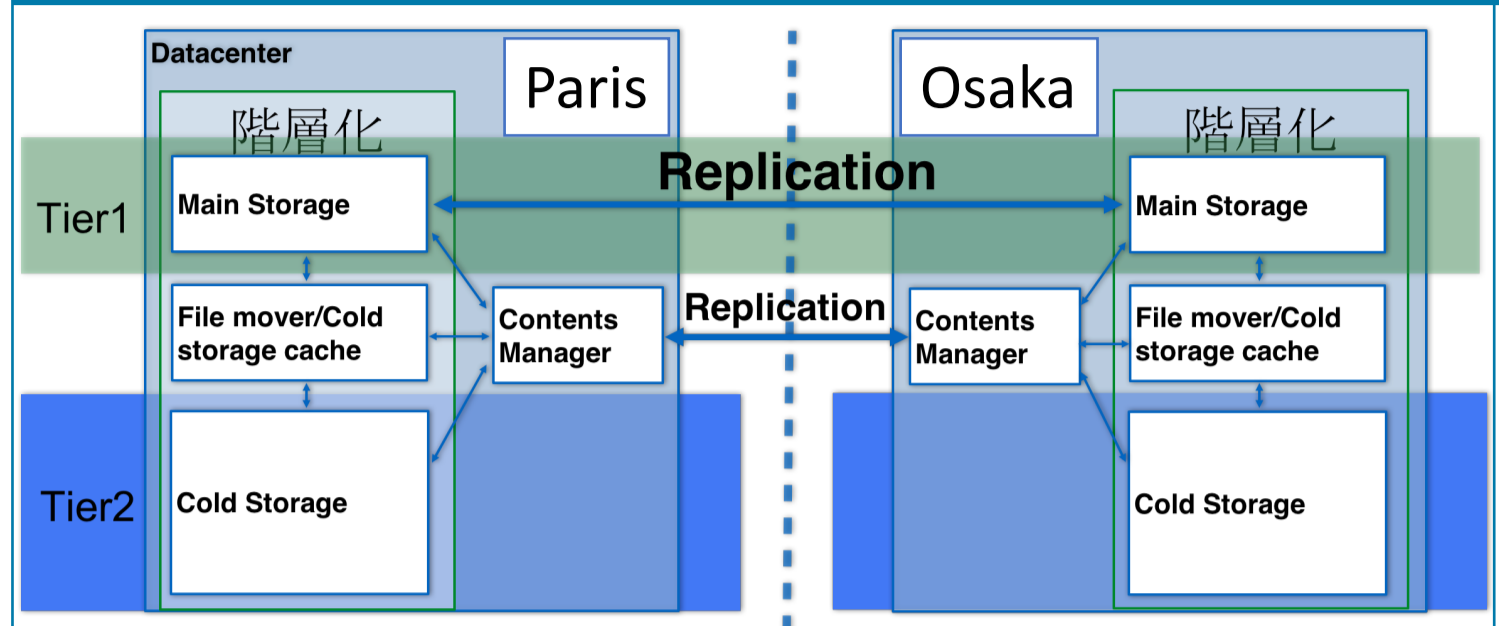 Datacenter
Paris
階層化
Osaka
階層化
Replication
Tier1
Main Storage
Main Storage
File mover/Cold
storage cache
Contents
Manager
Replication
Contents
Manager
File mover/Cold
storage cache
Tier2
Cold Storage
Cold Storage